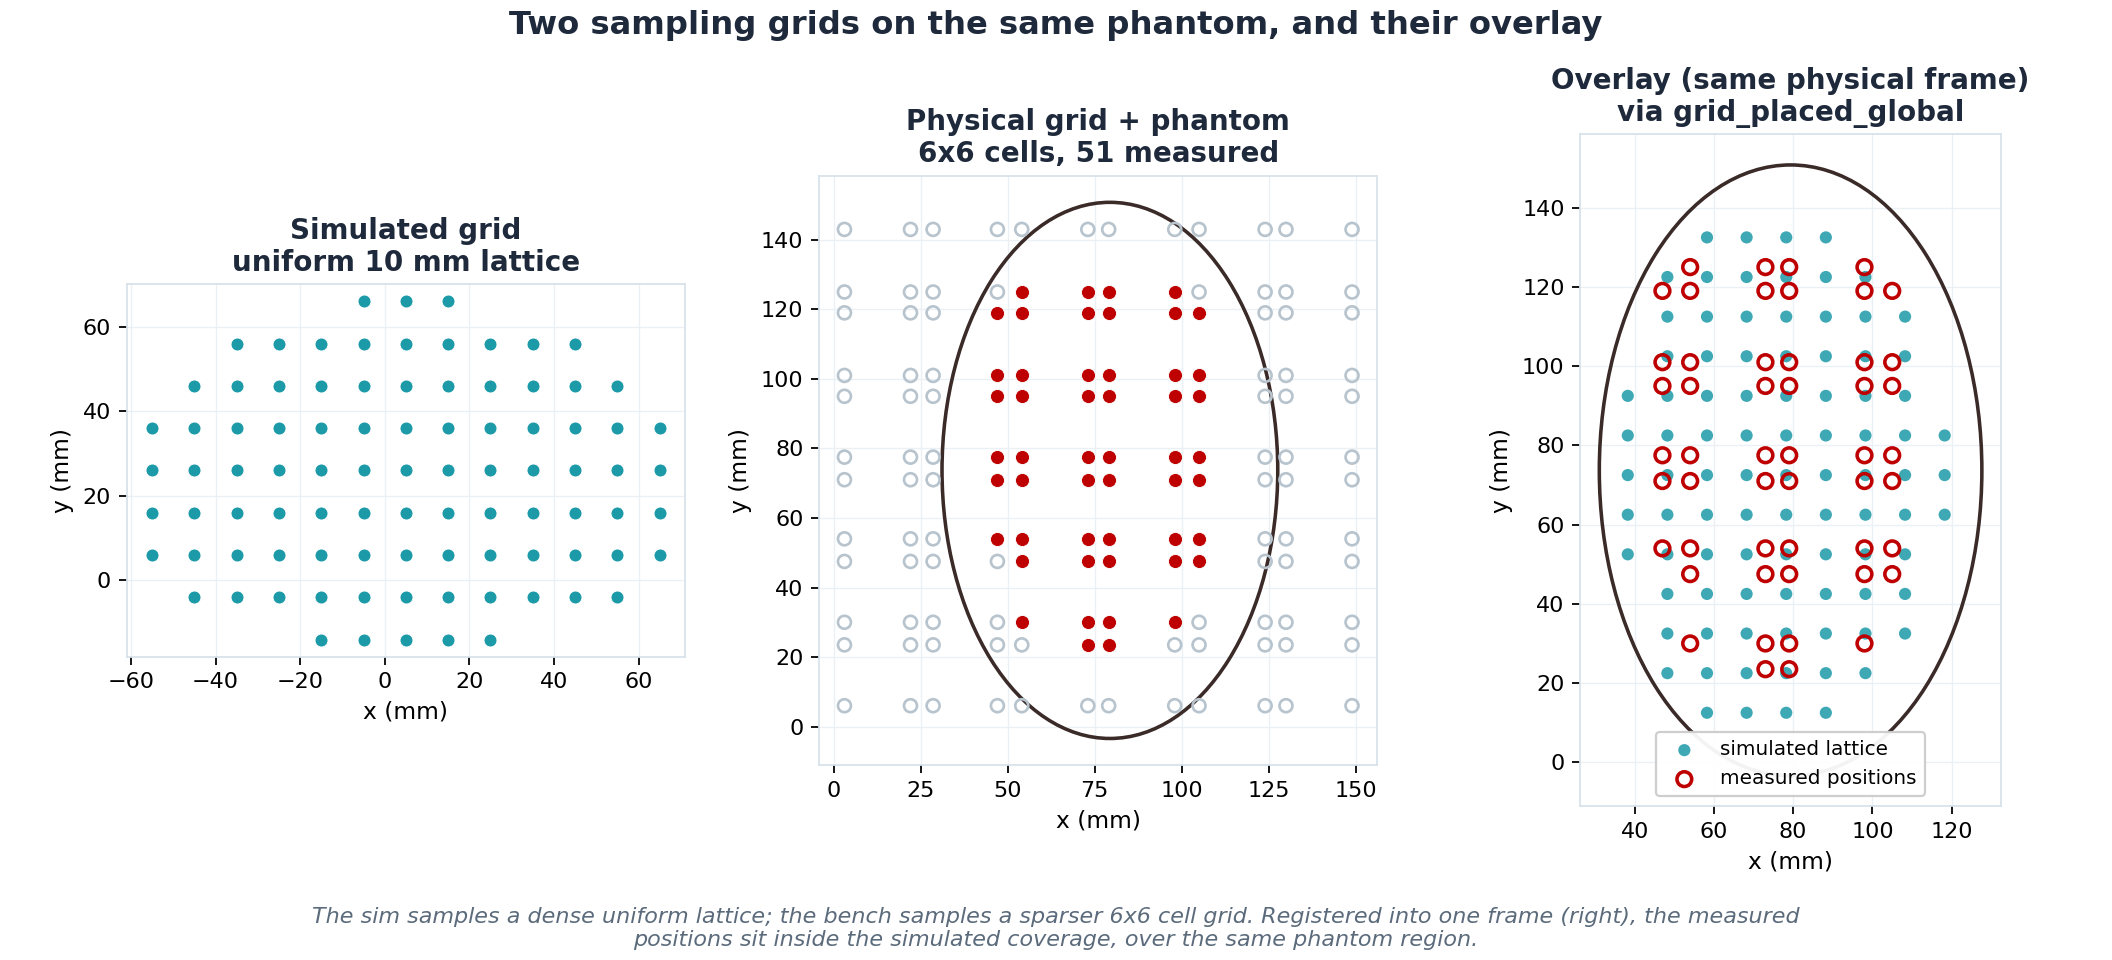 Two sampling grids on the same phantom, and their overlay
Simulated grid
uniform 10 mm lattice
60
40
20
0
y (mm)
−60 −40 −20 0 20 40 60
x (mm)
Physical grid + phantom
6x6 cells, 51 measured
140
120
100
80
60
40
20
0
y (mm)
0 25 50 75 100 125 150
x (mm)
Overlay (same physical frame)
via grid_placed_global
140
120
100
80
60
40
20
0
y (mm)
simulated lattice
measured positions
40 60 80 100 120
x (mm)
The sim samples a dense uniform lattice; the bench samples a sparser 6x6 cell grid. Registered into one frame (right), the measured
positions sit inside the simulated coverage, over the same phantom region.